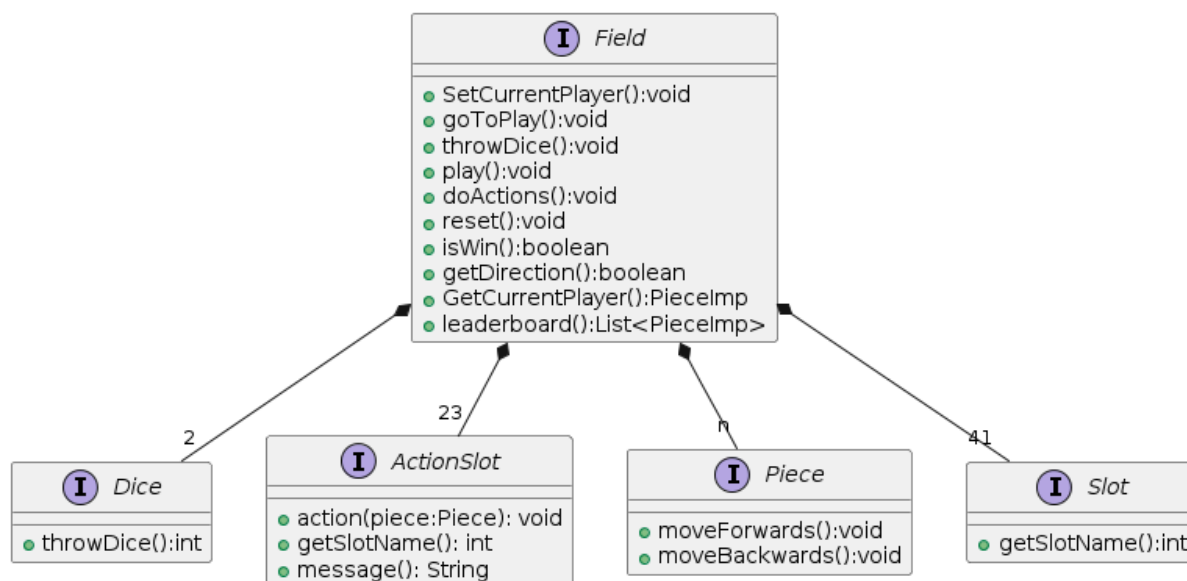 I Field
SetCurrentPlayer():void
goToPlay():void
throwDice():void
play():void
doActions():void
reset():void
isWin():boolean
getDirection():boolean
GetCurrentPlayer():PieceImp
leaderboard():List<PieceImp>
2
23
n
41
I Dice
throwDice():int
I ActionSlot
action(piece:Piece): void
getSlotName(): int
message(): String
I Piece
moveForwards():void
moveBackwards():void
I Slot
getSlotName():int